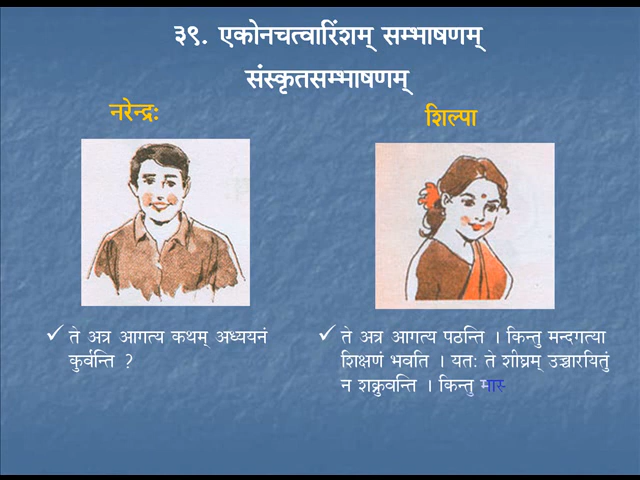 ३९. एकोनचत्वारिंशम् सम्भाषणम्
संस्कृतसम्भाषणम्
नरेन्द्रः
शिल्पा
ते अत्र आगत्य कथम् अध्ययनं
कुर्वन्ति ?
ते अत्र आगत्य पठन्ति । किन्तु मन्दगत्या
शिक्षणं भवति । यतः ते शीघ्रम् उच्चारयितुं
न शक्नुवन्ति । किन्तु